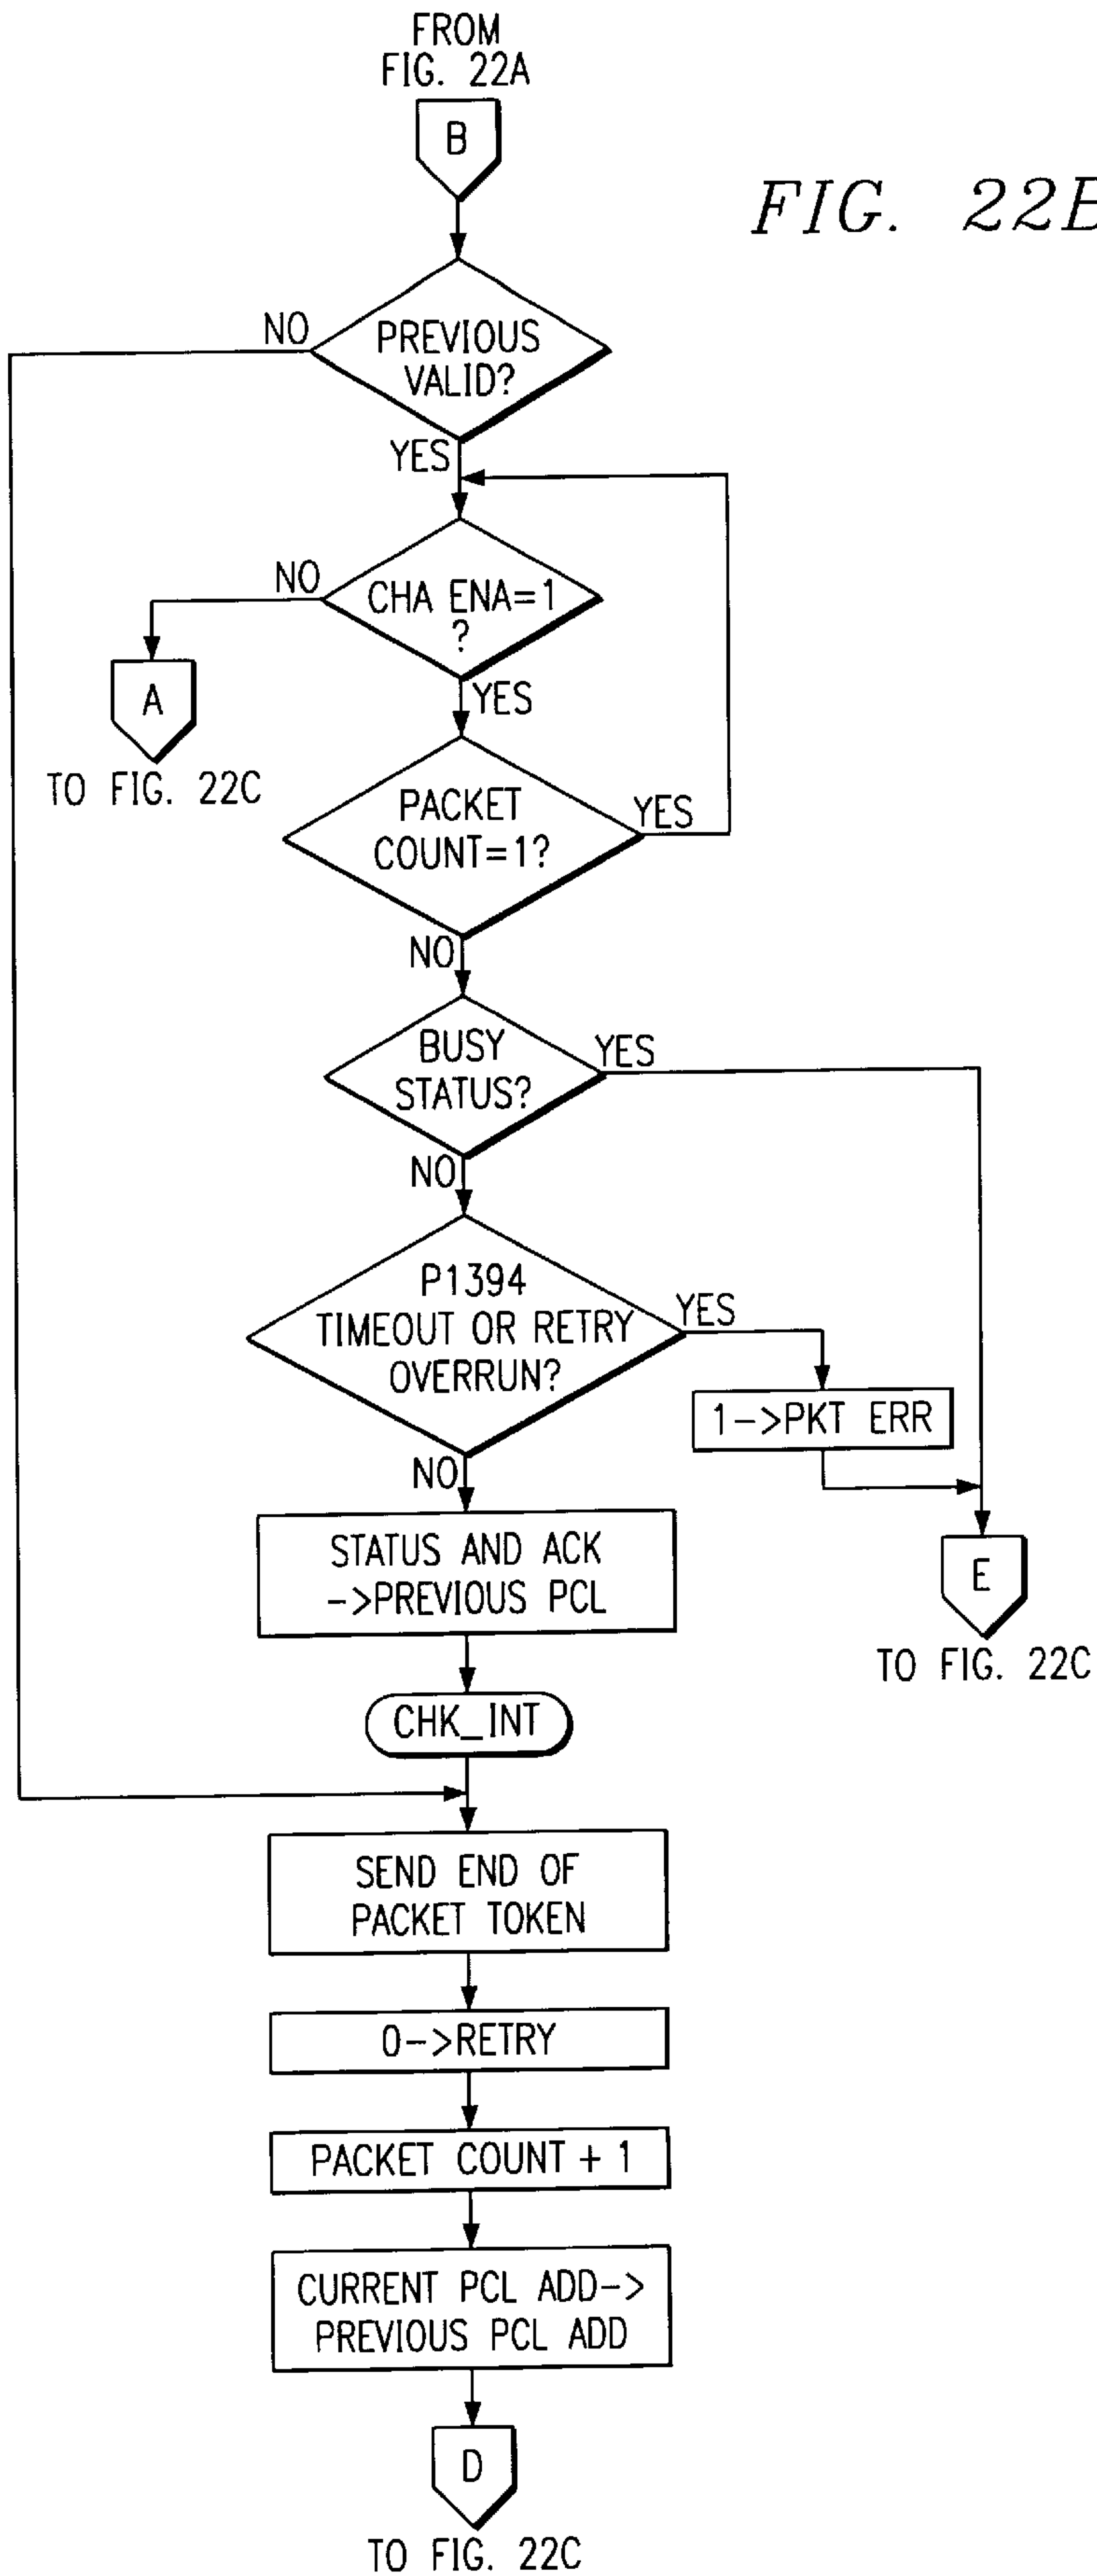 FROM
FIG. 22A
B
FIG. 22B
NO
PREVIOUS
VALID?
YES
NO
CHA ENA=1
?
A
YES
TO FIG. 22C
PACKET
COUNT=1?
YES
NO
BUSY
STATUS?
YES
NO
P1394
TIMEOUT OR RETRY
OVERRUN?
YES
1->PKT ERR
NO
STATUS AND ACK
->PREVIOUS PCL
E
TO FIG. 22C
CHK_INT
SEND END OF
PACKET TOKEN
0->RETRY
PACKET COUNT + 1
CURRENT PCL ADD->
PREVIOUS PCL ADD
D
TO FIG. 22C